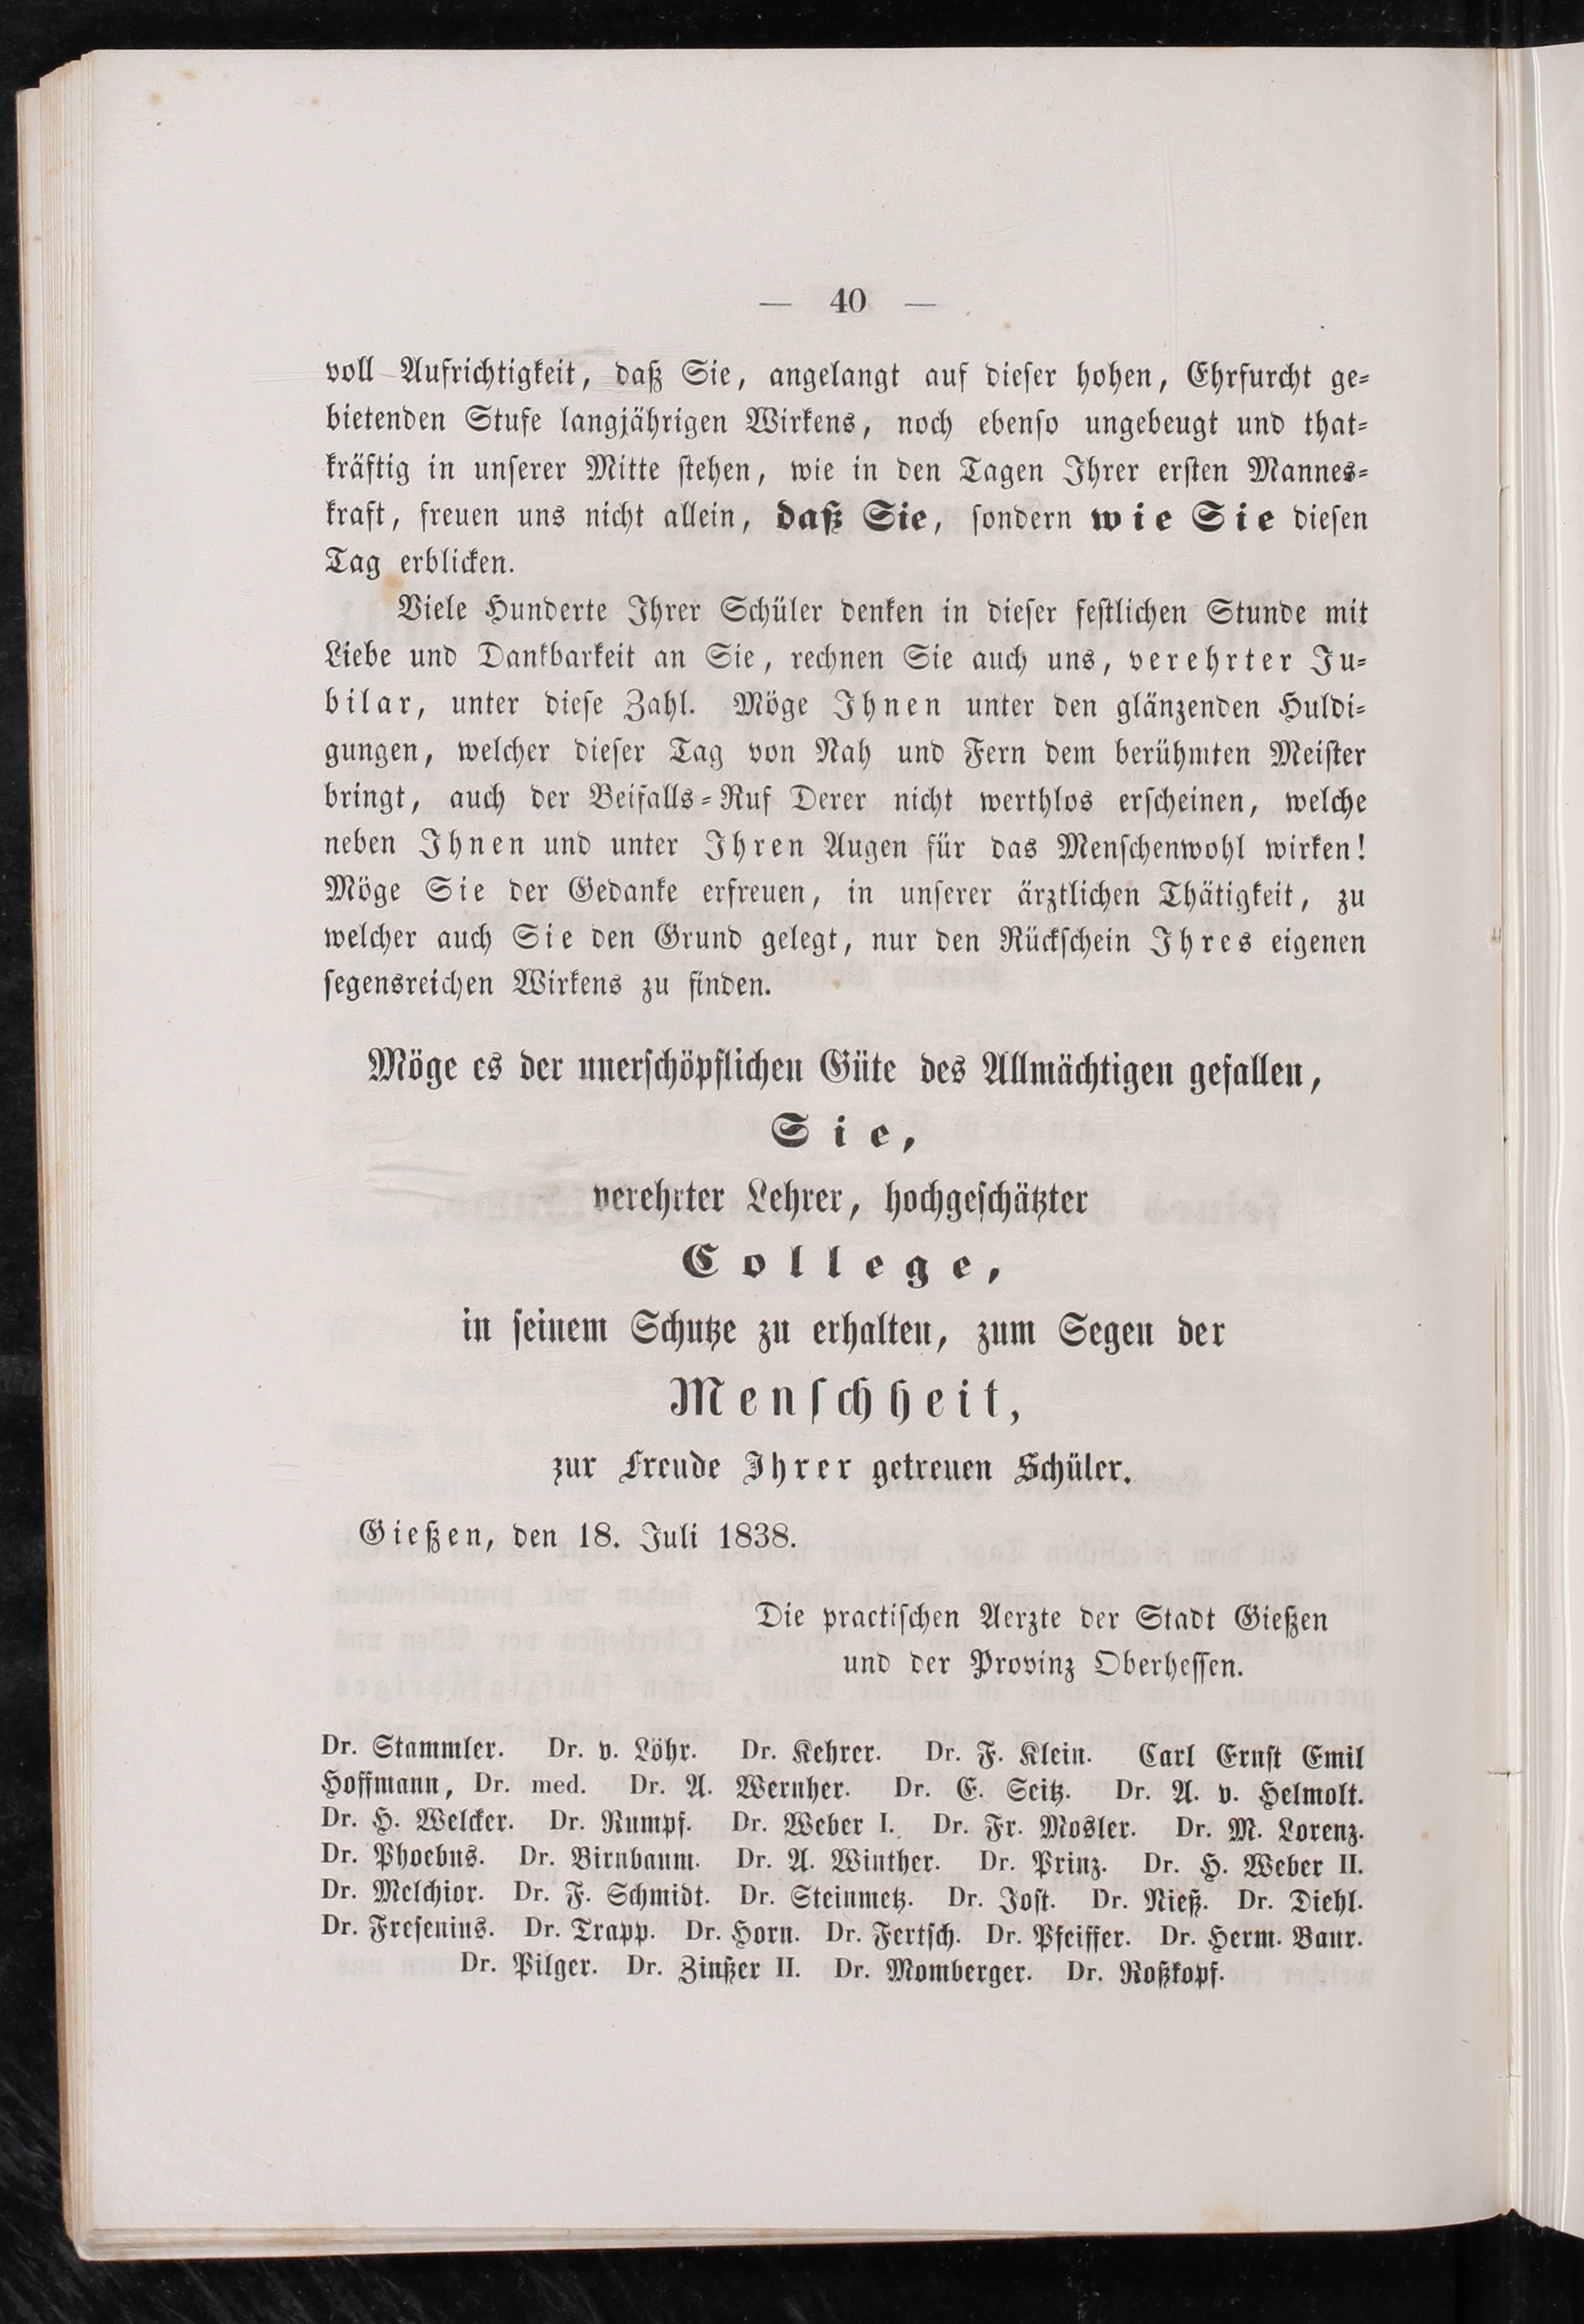 — 40 —
voll Aufrichtigkeit, daß Sie, angelangt auf dieser hohen, Ehrfurcht ge-
bietenden Stufe langjährigen Wirkens, noch ebenso ungebeugt und that-
kräftig in unserer Mitte stehen, wie in den Tagen Ihrer ersten Mannes-
kraft, freuen uns nicht allein, daß Sie, sondern wie Sie diesen
Tag erblicken.
Viele Hunderte Ihrer Schüler denken in dieser festlichen Stunde mit
Liebe und Dankbarkeit an Sie, rechnen Sie auch uns, verehrter Ju-
bilar, unter diese Zahl. Möge Ihnen unter den glänzenden Huldi-
gungen, welcher dieser Tag von Nah und Fern dem berühmten Meister
bringt, auch der Beifalls-Ruf Derer nicht werthlos erscheinen, welche
neben Ihnen und unter Ihren Augen für das Menschenwohl wirken!
Möge Sie der Gedanke erfreuen, in unserer ärztlichen Thätigkeit, zu
welcher auch Sie den Grund gelegt, nur den Rückschein Ihres eigenen
segensreichen Wirkens zu finden.
Möge es der unerschöpflichen Güte des Allmächtigen gefallen,
Sie,
verehrter Lehrer, hochgeschätzter
College,
in seinem Schutze zu erhalten, zum Segen der
Menschheit,
zur Freude Ihrer getreuen Schüler.
Gießen, den 18. Juli 1838.
Die practischen Aerzte der Stadt Gießen
und der Provinz Oberhessen.
Dr. Stammler. Dr. v. Löhr. Dr. Kehrer. Dr. F. Klein. Carl Ernst Emil
Hoffmann, Dr. med. Dr. A. Wernher. Dr. E. Seitz. Dr. A. v. Helmolt.
Dr. H. Welcker. Dr. Rumpf. Dr. Weber I. Dr. Fr. Mosler. Dr. M. Lorenz.
Dr. Phoebus. Dr. Birnbaum. Dr. A. Winther. Dr. Prinz. Dr. H. Weber II.
Dr. Melchior. Dr. F. Schmidt. Dr. Steinmetz. Dr. Jost. Dr. Nieß. Dr. Diehl.
Dr. Fresenius. Dr. Trapp. Dr. Horn. Dr. Fertsch. Dr. Pfeiffer. Dr. Herm. Baur.
Dr. Pilger. Dr. Zinßer II. Dr. Momberger. Dr. Roßkopf.